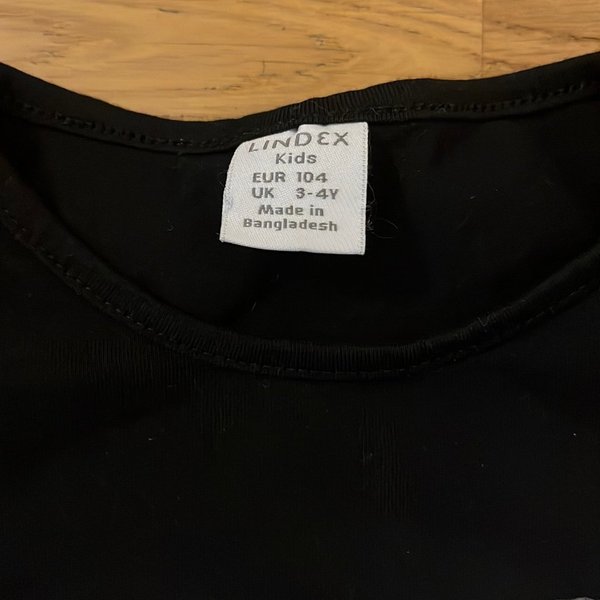 LINDEX
Kids
EUR 104
UK 3-4Y
Made in
Bangladesh